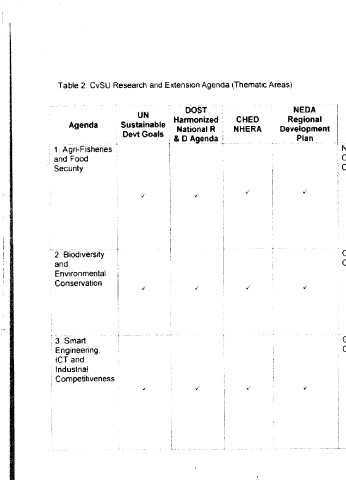 Table 2. CvSU Research and Extension Agenda (Thematic Areas)
Agenda
UN
Sustainable
Devt Goals
DOST
Harmonized
National R
& D Agenda
CHED
NHERA
NEDA
Regional
Development
Plan
1. Agri-Fisheries
and Food
Security
✓ ✓ ✓ ✓
2. Biodiversity
and
Environmental
Conservation
✓ ✓ ✓ ✓
3. Smart
Engineering,
ICT and
Industrial
Competitiveness
✓ ✓ ✓ ✓